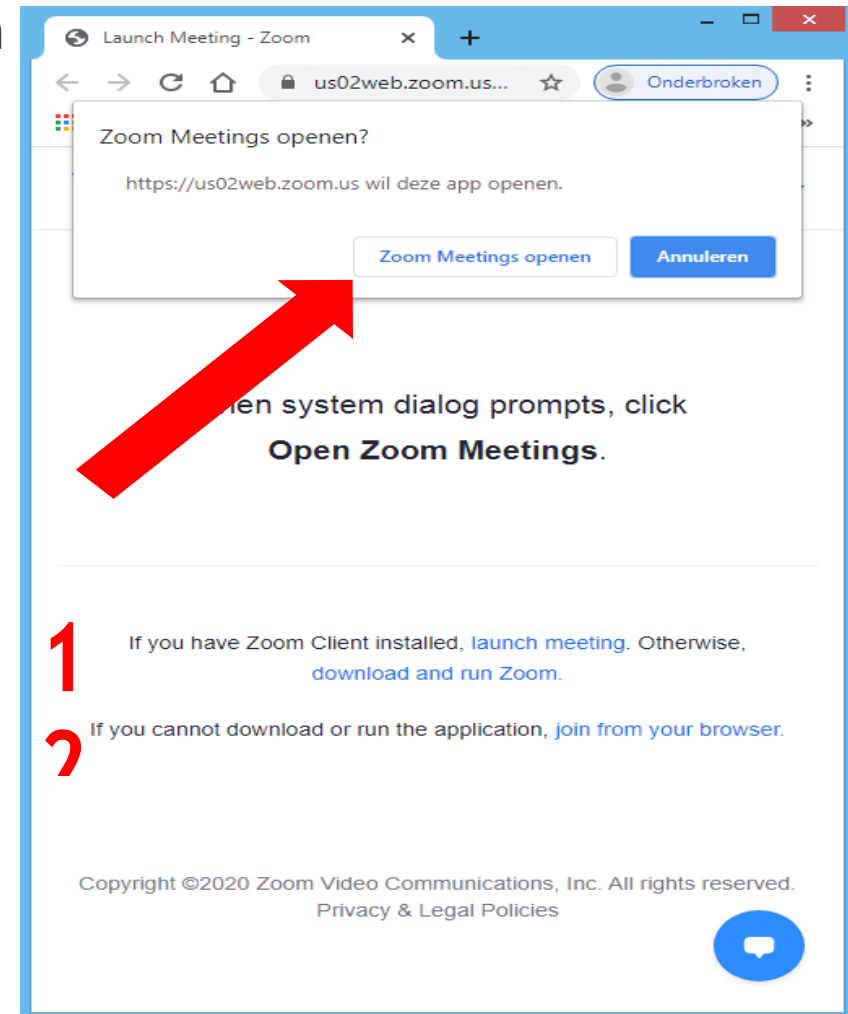 Launch Meeting - Zoom
us02web.zoom.us... Onderbroken
Zoom Meetings openen?
https://us02web.zoom.us wil deze app openen.
Zoom Meetings openen Annuleren
system dialog prompts, click
Open Zoom Meetings.
1
If you have Zoom Client installed, launch meeting. Otherwise,
download and run Zoom.
2
If you cannot download or run the application, join from your browser.
Copyright ©2020 Zoom Video Communications, Inc. All rights reserved.
Privacy & Legal Policies